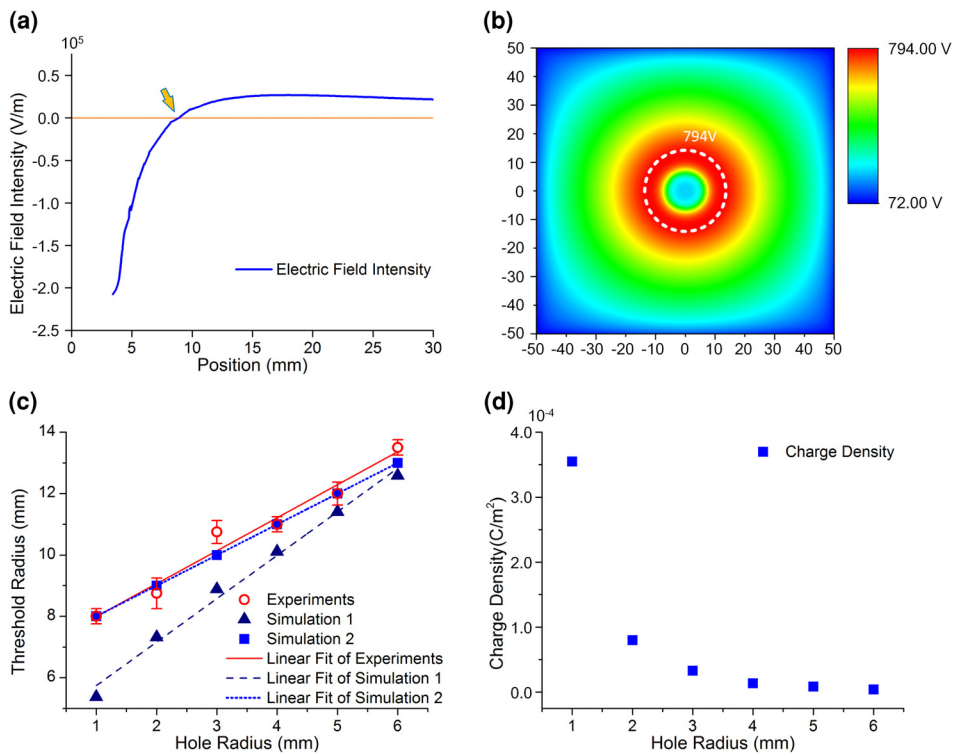 (a)
10^5
Electric Field Intensity (V/m)
0.5
0.0
-0.5
-1.0
-1.5
-2.0
-2.5
0 5 10 15 20 25 30
Position (mm)
Electric Field Intensity
(b)
50
40
30
20
10
0
-10
-20
-30
-40
-50
-50 -40 -30 -20 -10 0 10 20 30 40 50
794V
794.00 V
72.00 V
(c)
Threshold Radius (mm)
14
12
10
8
6
1 2 3 4 5 6
Hole Radius (mm)
Experiments
Simulation 1
Simulation 2
Linear Fit of Experiments
Linear Fit of Simulation 1
Linear Fit of Simulation 2
(d)
10^-4
Charge Density(C/m^2)
4.0
3.0
2.0
1.0
0.0
1 2 3 4 5 6
Hole Radius (mm)
Charge Density